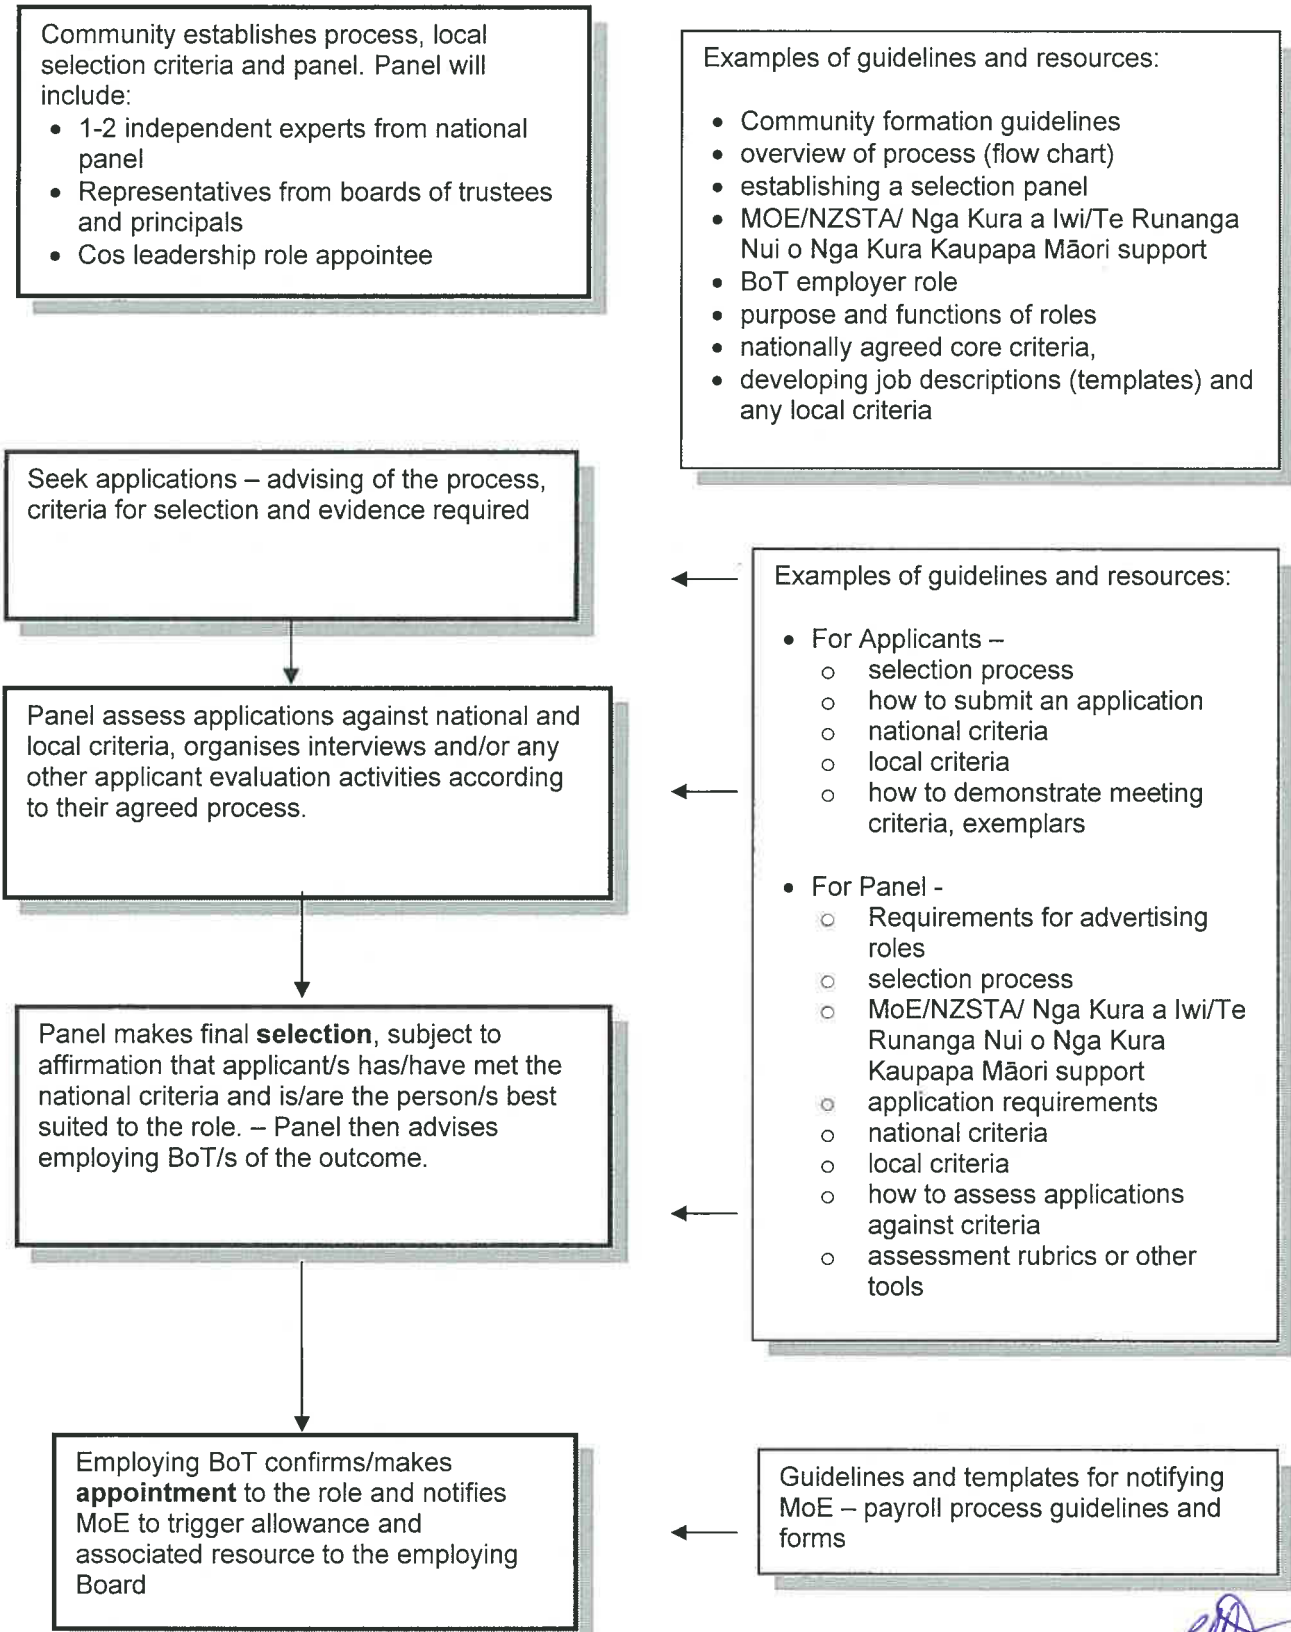 Community establishes process, local
selection criteria and panel. Panel will
include:
• 1-2 independent experts from national
panel
• Representatives from boards of trustees
and principals
• Cos leadership role appointee
Examples of guidelines and resources:
• Community formation guidelines
• overview of process (flow chart)
• establishing a selection panel
• MOE/NZSTA/ Nga Kura a Iwi/Te Runanga
Nui o Nga Kura Kaupapa Māori support
• BoT employer role
• purpose and functions of roles
• nationally agreed core criteria,
• developing job descriptions (templates) and
any local criteria
Seek applications – advising of the process,
criteria for selection and evidence required
Panel assess applications against national and
local criteria, organises interviews and/or any
other applicant evaluation activities according
to their agreed process.
Panel makes final selection, subject to
affirmation that applicant/s has/have met the
national criteria and is/are the person/s best
suited to the role. – Panel then advises
employing BoT/s of the outcome.
Examples of guidelines and resources:
• For Applicants –
o selection process
o how to submit an application
o national criteria
o local criteria
o how to demonstrate meeting
criteria, exemplars
• For Panel -
o Requirements for advertising
roles
o selection process
o MoE/NZSTA/ Nga Kura a Iwi/Te
Runanga Nui o Nga Kura
Kaupapa Māori support
o application requirements
o national criteria
o local criteria
o how to assess applications
against criteria
o assessment rubrics or other
tools
Employing BoT confirms/makes
appointment to the role and notifies
MoE to trigger allowance and
associated resource to the employing
Board
Guidelines and templates for notifying
MoE – payroll process guidelines and
forms